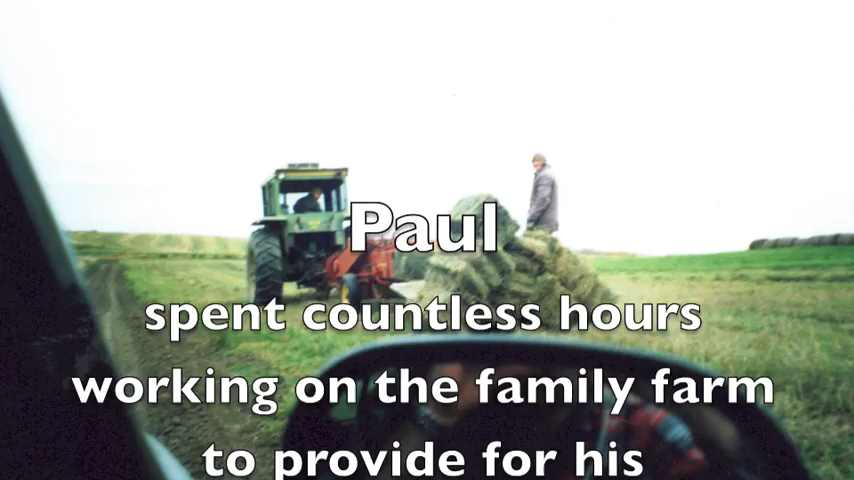 Paul
spent countless hours
working on the family farm
to provide for his